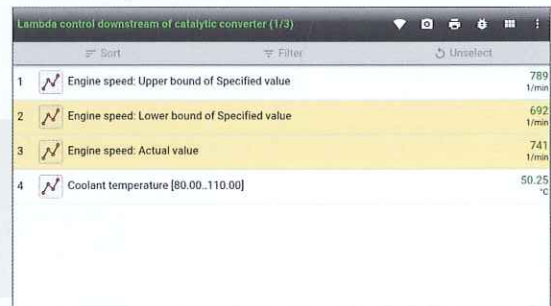 Lambda control downstream of catalytic converter (1/3)
Sort Filter Unselect
1 Engine speed: Upper bound of Specified value 789 1/min
2 Engine speed: Lower bound of Specified value 692 1/min
3 Engine speed: Actual value 741 1/min
4 Coolant temperature [80.00..110.00] 50.25 °C